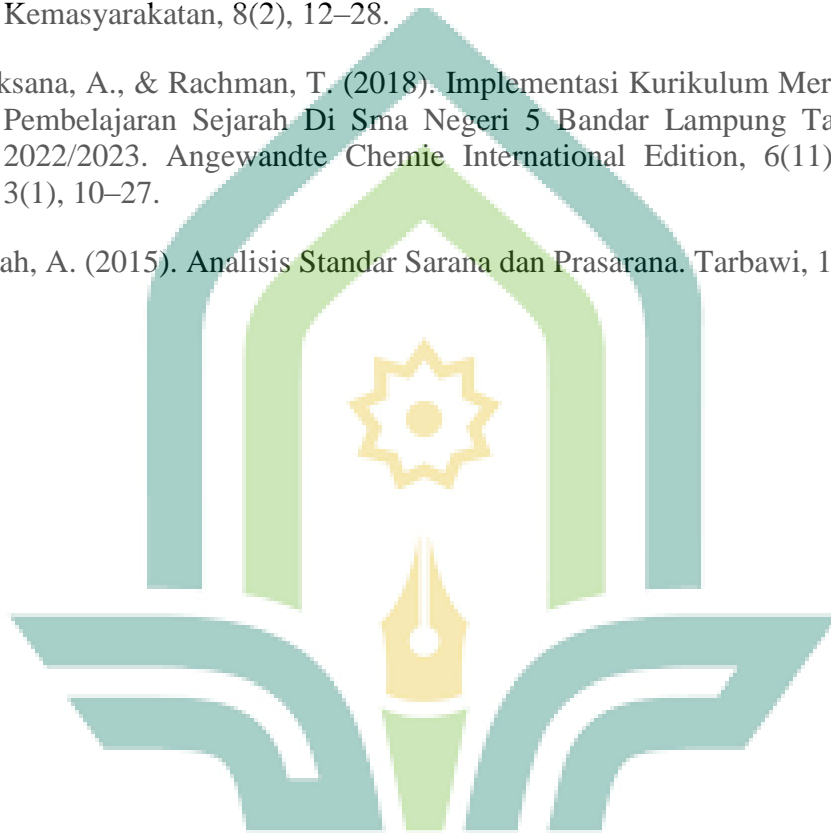 Kemasyarakatan, 8(2), 12–28.
ksana, A., & Rachman, T. (2018). Implementasi Kurikulum Mer
Pembelajaran Sejarah Di Sma Negeri 5 Bandar Lampung Ta
2022/2023. Angewandte Chemie International Edition, 6(11)
3(1), 10–27.
ah, A. (2015). Analisis Standar Sarana dan Prasarana. Tarbawi, 1